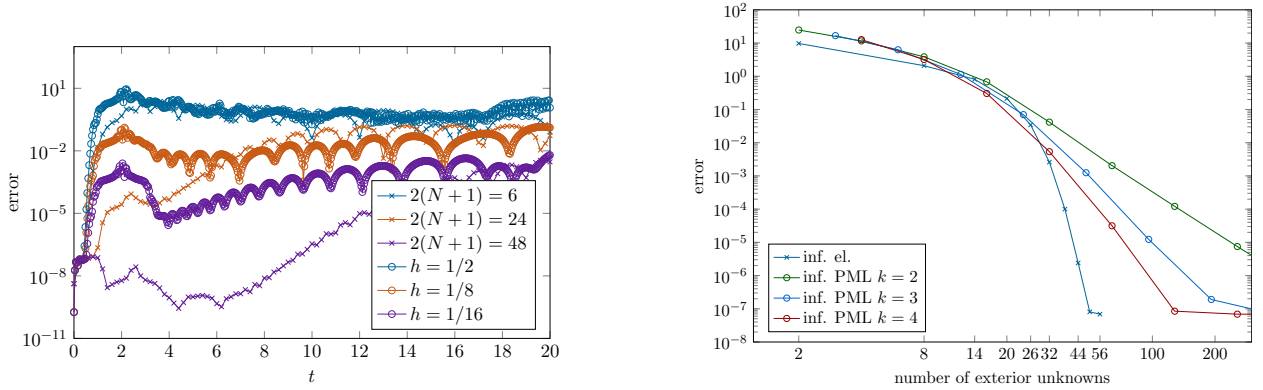 10^1
10^−2
10^−5
10^−8
10^−11
error
0 2 4 6 8 10 12 14 16 18 20
t
2(N + 1) = 6
2(N + 1) = 24
2(N + 1) = 48
h = 1/2
h = 1/8
h = 1/16
10^2
10^1
10^0
10^−1
10^−2
10^−3
10^−4
10^−5
10^−6
10^−7
10^−8
error
2 8 14 20 26 32 44 56 100 200
number of exterior unknowns
inf. el.
inf. PML k = 2
inf. PML k = 3
inf. PML k = 4